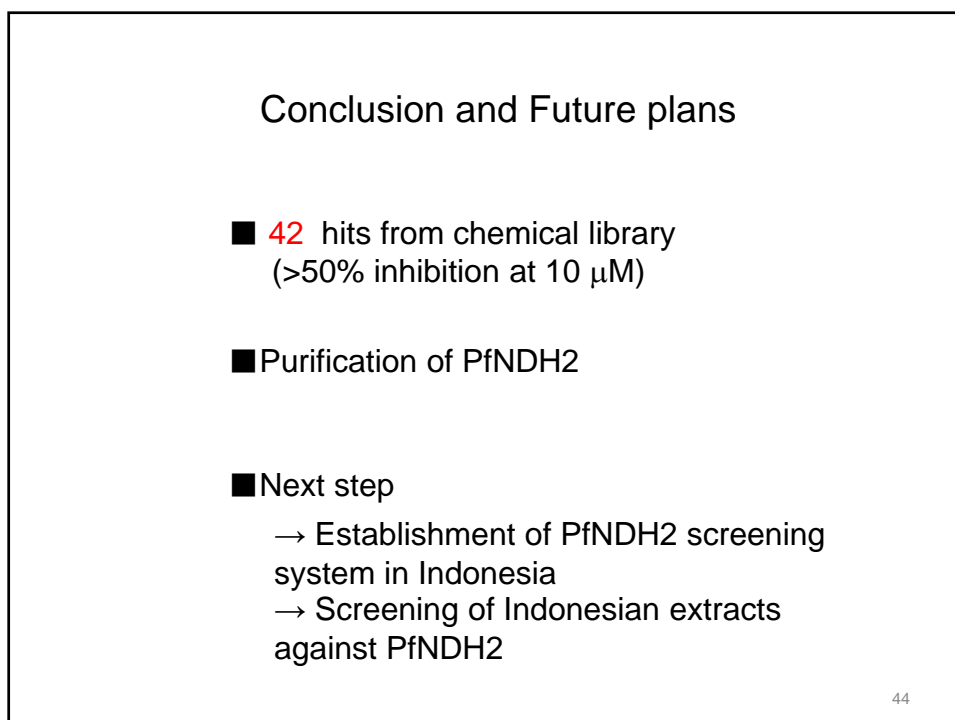 Conclusion and Future plans
■ 42 hits from chemical library
(>50% inhibition at 10 μM)
■Purification of PfNDH2
■Next step
→ Establishment of PfNDH2 screening
system in Indonesia
→ Screening of Indonesian extracts
against PfNDH2
44